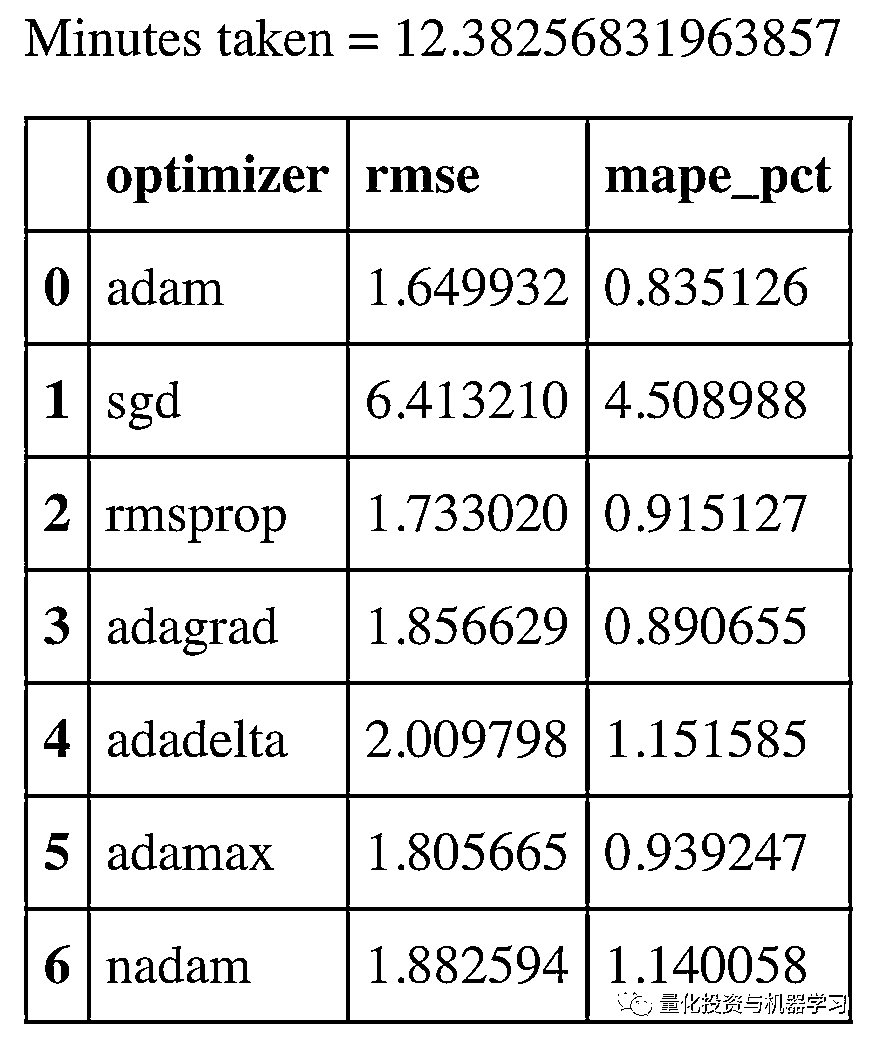 Minutes taken = 12.38256831963857
optimizer rmse mape_pct
0 adam 1.649932 0.835126
1 sgd 6.413210 4.508988
2 rmsprop 1.733020 0.915127
3 adagrad 1.856629 0.890655
4 adadelta 2.009798 1.151585
5 adamax 1.805665 0.939247
6 nadam 1.882594 1.140058
量化投资与机器学习